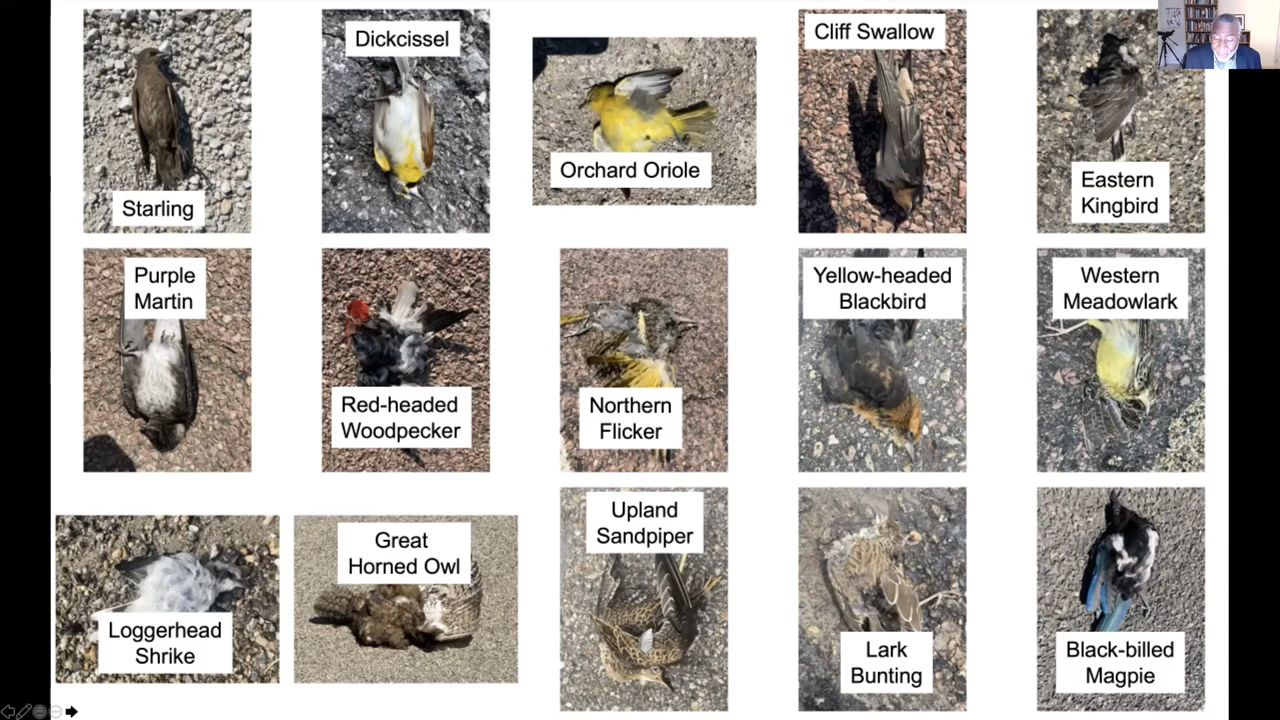 Starling
Dickcissel
Orchard Oriole
Cliff Swallow
Eastern
Kingbird
Purple
Martin
Red-headed
Woodpecker
Northern
Flicker
Yellow-headed
Blackbird
Western
Meadowlark
Loggerhead
Shrike
Great
Horned Owl
Upland
Sandpiper
Lark
Bunting
Black-billed
Magpie